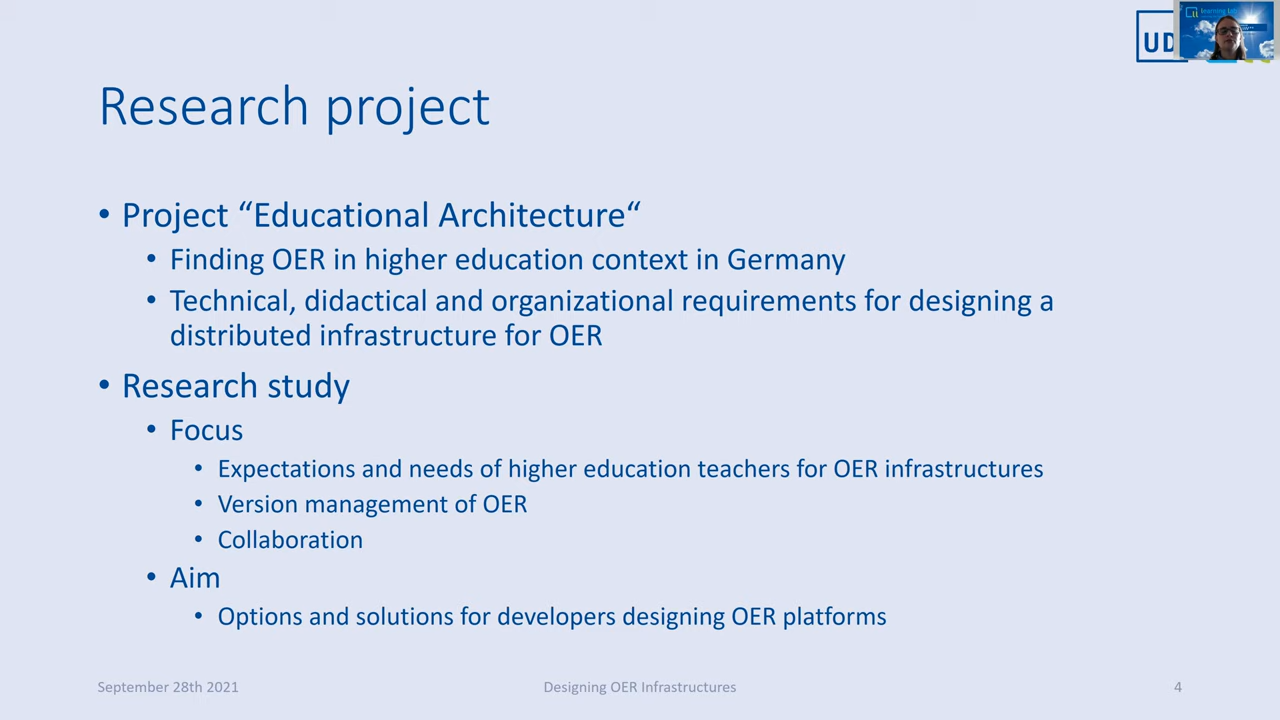 UD
learning lab
Research project
• Project “Educational Architecture“
• Finding OER in higher education context in Germany
• Technical, didactical and organizational requirements for designing a
distributed infrastructure for OER
• Research study
• Focus
• Expectations and needs of higher education teachers for OER infrastructures
• Version management of OER
• Collaboration
• Aim
• Options and solutions for developers designing OER platforms
September 28th 2021
Designing OER Infrastructures
4